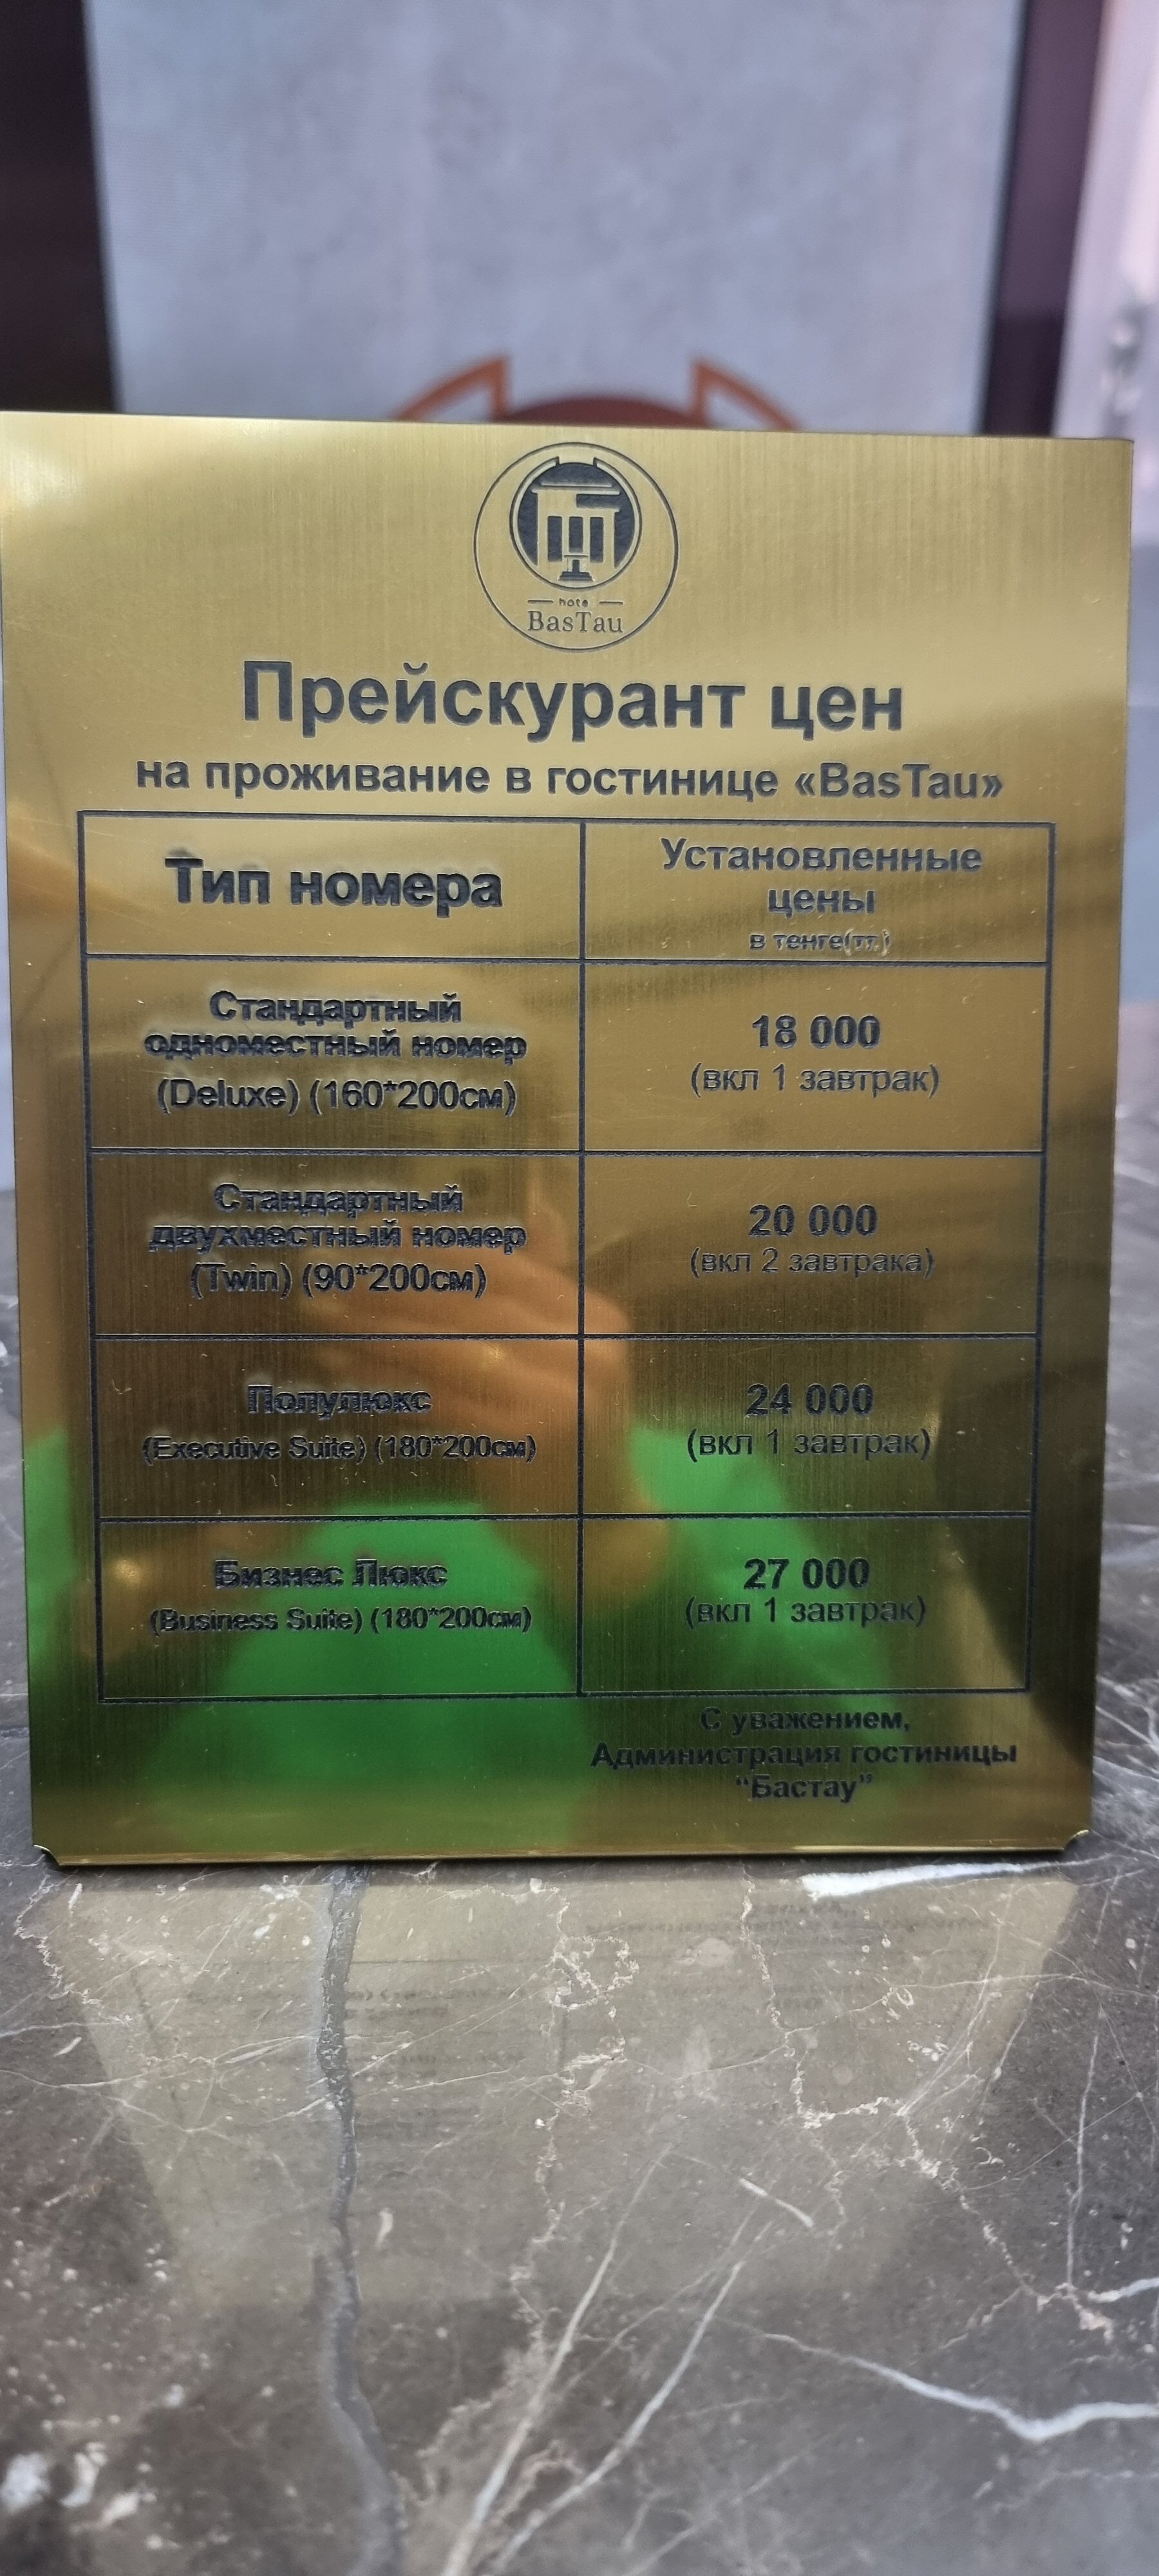 hote
BasTau
Прейскурант цен
на проживание в гостинице «BasTau»
Тип номера
Установленные
цены
в тенге(тг.)
Стандартный
одноместный номер
(Deluxe) (160*200см)
18 000
(вкл 1 завтрак)
Стандартный
двухместный номер
(Twin) (90*200см)
20 000
(вкл 2 завтрака)
Полулюкс
(Executive Suite) (180*200см)
24 000
(вкл 1 завтрак)
Бизнес Люкс
(Business Suite) (180*200см)
27 000
(вкл 1 завтрак)
С уважением,
Администрация гостиницы
“Бастау”